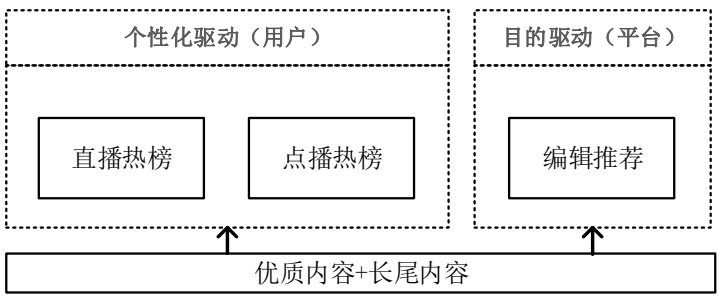 个性化驱动（用户）
目的驱动（平台）
直播热榜
点播热榜
编辑推荐
优质内容+长尾内容